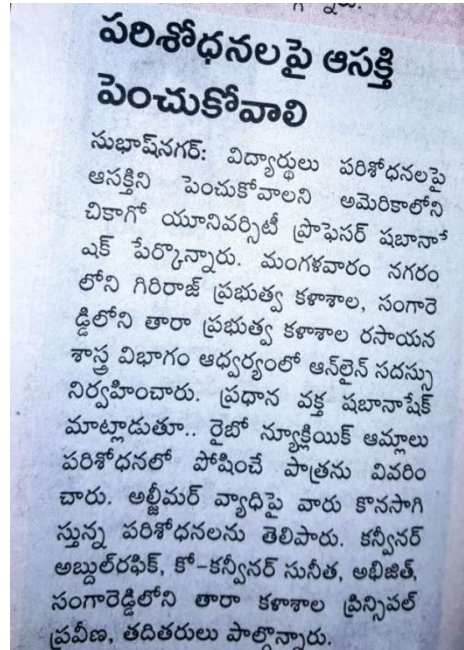 పరిశోధనలపై ఆసక్తి
పెంచుకోవాలి
సుభాష్‌నగర్: విద్యార్థులు పరిశోధనలపై
ఆసక్తిని పెంచుకోవాలని అమెరికాలోని
చికాగో యూనివర్సిటీ ప్రొఫెసర్ షబానా
షేక్ పేర్కొన్నారు. మంగళవారం నగరం
లోని గిరిరాజ్ ప్రభుత్వ కళాశాల, సంగారె
డ్డిలోని తారా ప్రభుత్వ కళాశాల రసాయన
శాస్త్ర విభాగం ఆధ్వర్యంలో ఆన్‌లైన్ సదస్సు
నిర్వహించారు. ప్రధాన వక్త షబానాషేక్
మాట్లాడుతూ.. రైబో న్యూక్లియిక్ ఆమ్లాలు
పరిశోధనలో పోషించే పాత్రను వివరిం
చారు. అల్జీమర్ వ్యాధిపై వారు కొనసాగి
స్తున్న పరిశోధనలను తెలిపారు. కన్వీనర్
అబ్దుల్‌రఫిక్, కో-కన్వీనర్ సునీత, అభిజిత్,
సంగారెడ్డిలోని తారా కళాశాల ప్రిన్సిపల్
ప్రవీణ, తదితరులు పాల్గొన్నారు.